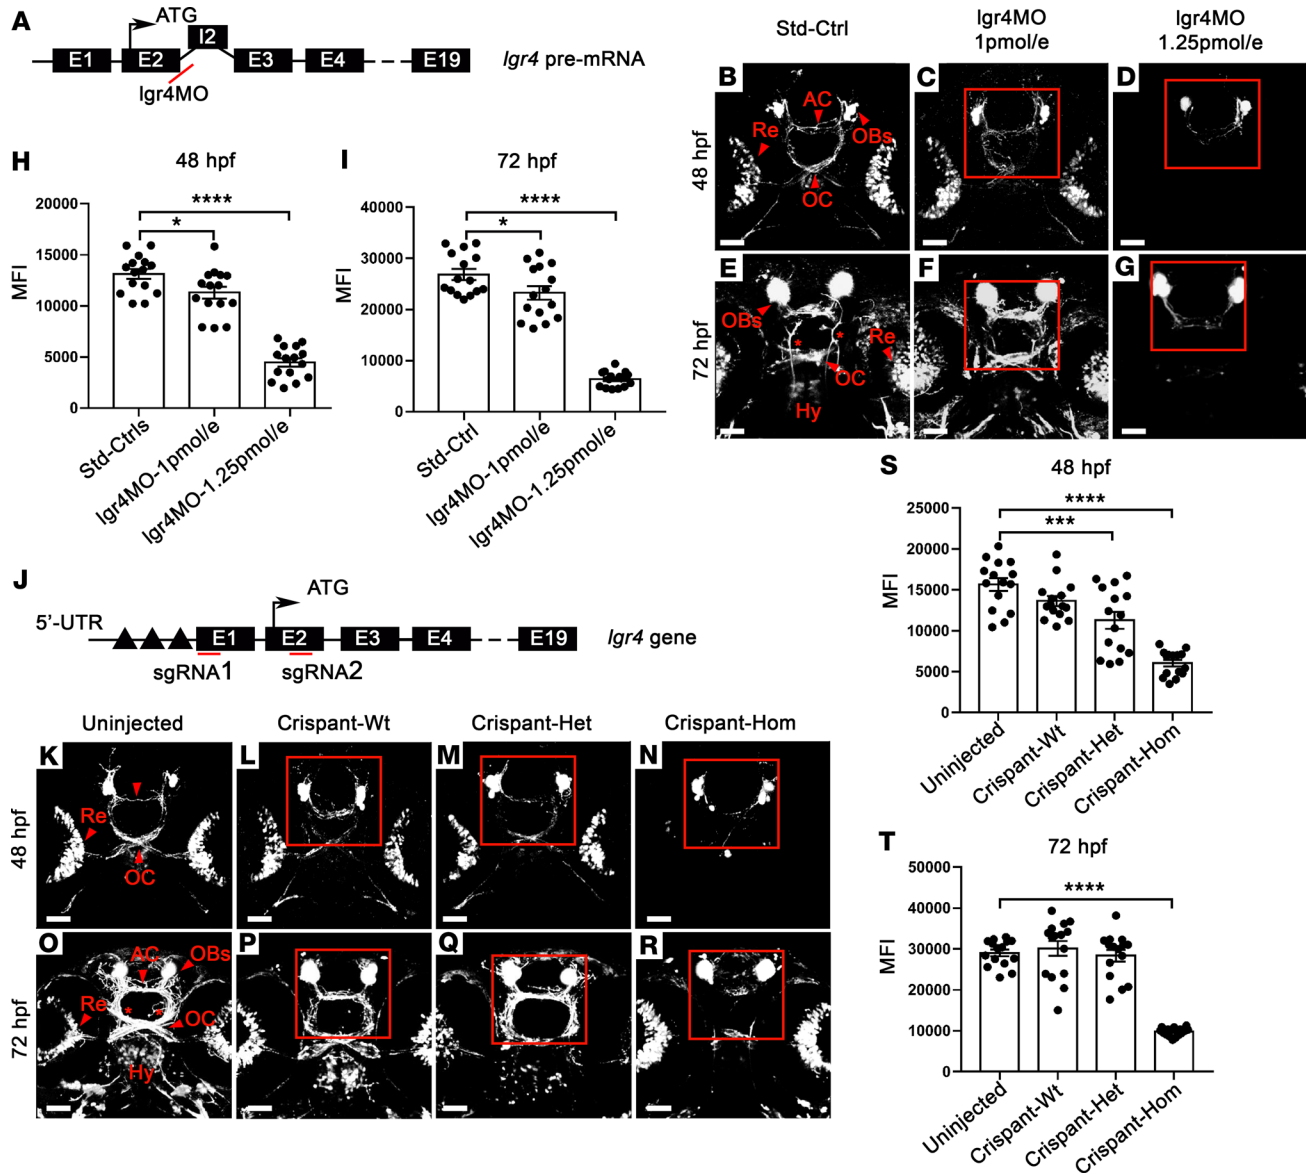 A
ATG
I2
E1
E2
E3
E4
E19
lgr4 pre-mRNA
lgr4MO
Std-Ctrl
lgr4MO
1pmol/e
lgr4MO
1.25pmol/e
48 hpf
B
AC
Re
OBs
OC
C
D
72 hpf
E
OBs
*
*
Re
OC
Hy
F
G
H
48 hpf
****
*
MFI
20000
15000
10000
5000
0
Std-Ctrls
lgr4MO-1pmol/e
lgr4MO-1.25pmol/e
I
72 hpf
****
*
MFI
40000
30000
20000
10000
0
Std-Ctrl
lgr4MO-1pmol/e
lgr4MO-1.25pmol/e
J
ATG
5'-UTR
E1
E2
E3
E4
E19
lgr4 gene
sgRNA1
sgRNA2
Uninjected
Crispant-Wt
Crispant-Het
Crispant-Hom
48 hpf
K
Re
OC
L
M
N
72 hpf
O
AC
OBs
Re
*
*
OC
Hy
P
Q
R
S
48 hpf
****
***
MFI
25000
20000
15000
10000
5000
0
Uninjected
Crispant-Wt
Crispant-Het
Crispant-Hom
T
72 hpf
****
MFI
50000
40000
30000
20000
10000
0
Uninjected
Crispant-Wt
Crispant-Het
Crispant-Hom